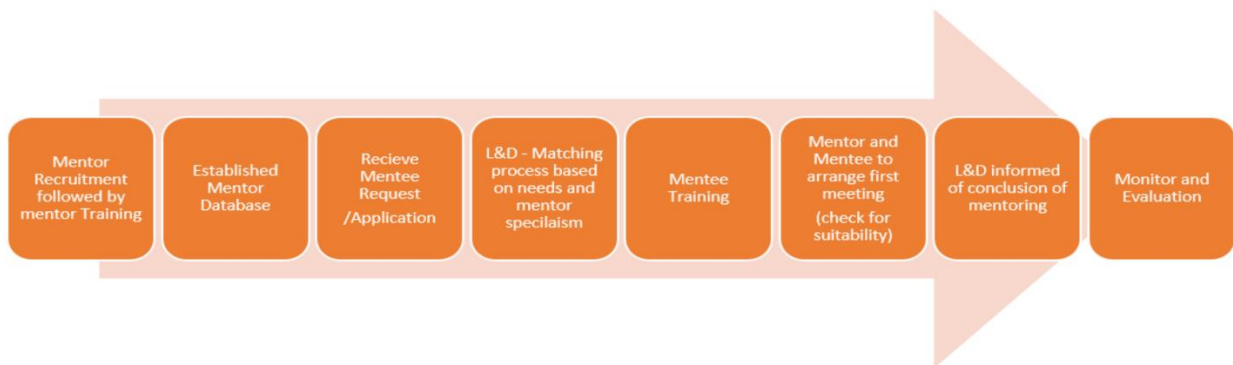 Mentor
Recruitment
followed by
mentor Training
Established
Mentor
Database
Recieve
Mentee
Request
/Application
L&D - Matching
process based
on needs and
mentor
specilaism
Mentee
Training
Mentor and
Mentee to
arrange first
meeting
(check for
suitability)
L&D informed
of conclusion of
mentoring
Monitor and
Evaluation